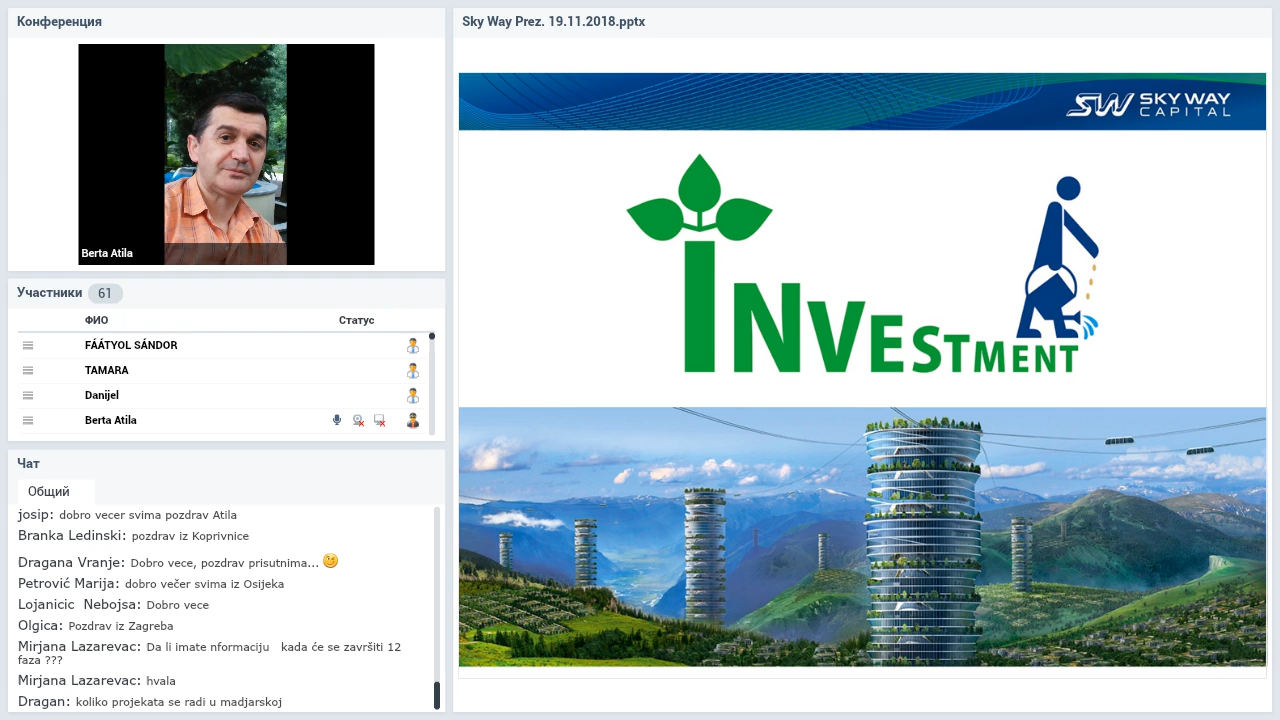 Конференция
Berta Atila
Участники 61
ФИО Статус
FÁÁTYOL SÁNDOR
TAMARA
Danijel
Berta Atila
Чат
Общий
josip: dobro vecer svima pozdrav Atila
Branka Ledinski: pozdrav iz Koprivnice
Dragana Vranje: Dobro vece, pozdrav prisutnima...
Petrović Marija: dobro večer svima iz Osijeka
Lojanicic Nebojsa: Dobro vece
Olgica: Pozdrav iz Zagreba
Mirjana Lazarevac: Da li imate informaciju kada će se završiti 12
faza ???
Mirjana Lazarevac: hvala
Dragan: koliko projekata se radi u madjarskoj
Sky Way Prez. 19.11.2018.pptx
SW SKY WAY
CAPITAL
INVESTMENT